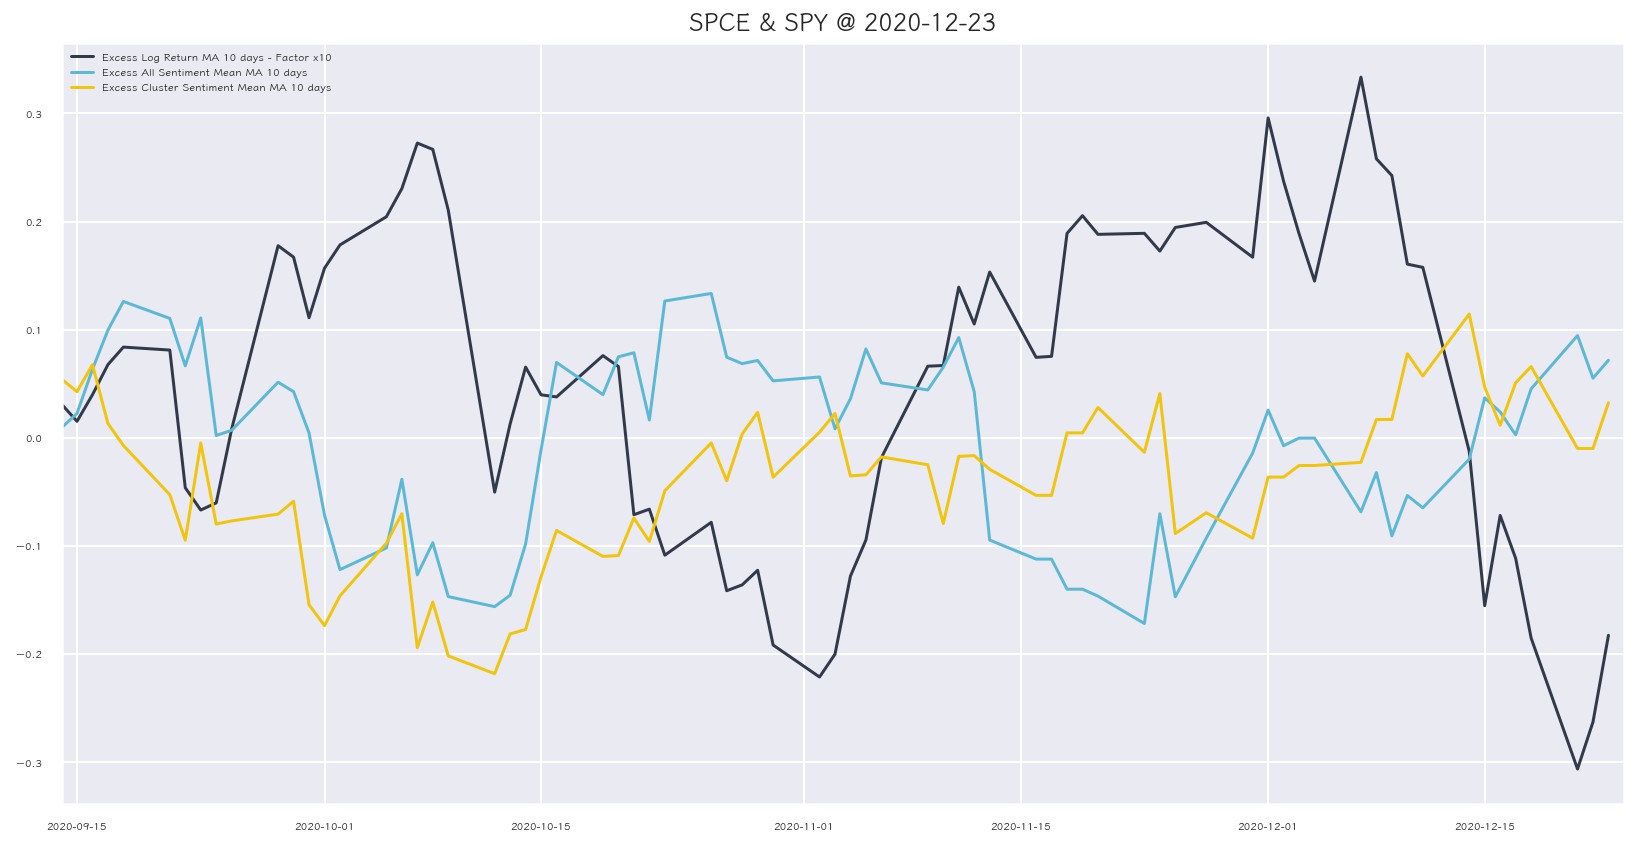 SPCE & SPY @ 2020-12-23
Excess Log Return MA 10 days - Factor x10
Excess All Sentiment Mean MA 10 days
Excess Cluster Sentiment Mean MA 10 days
0.3
0.2
0.1
0.0
−0.1
−0.2
−0.3
2020-09-15 2020-10-01 2020-10-15 2020-11-01 2020-11-15 2020-12-01 2020-12-15